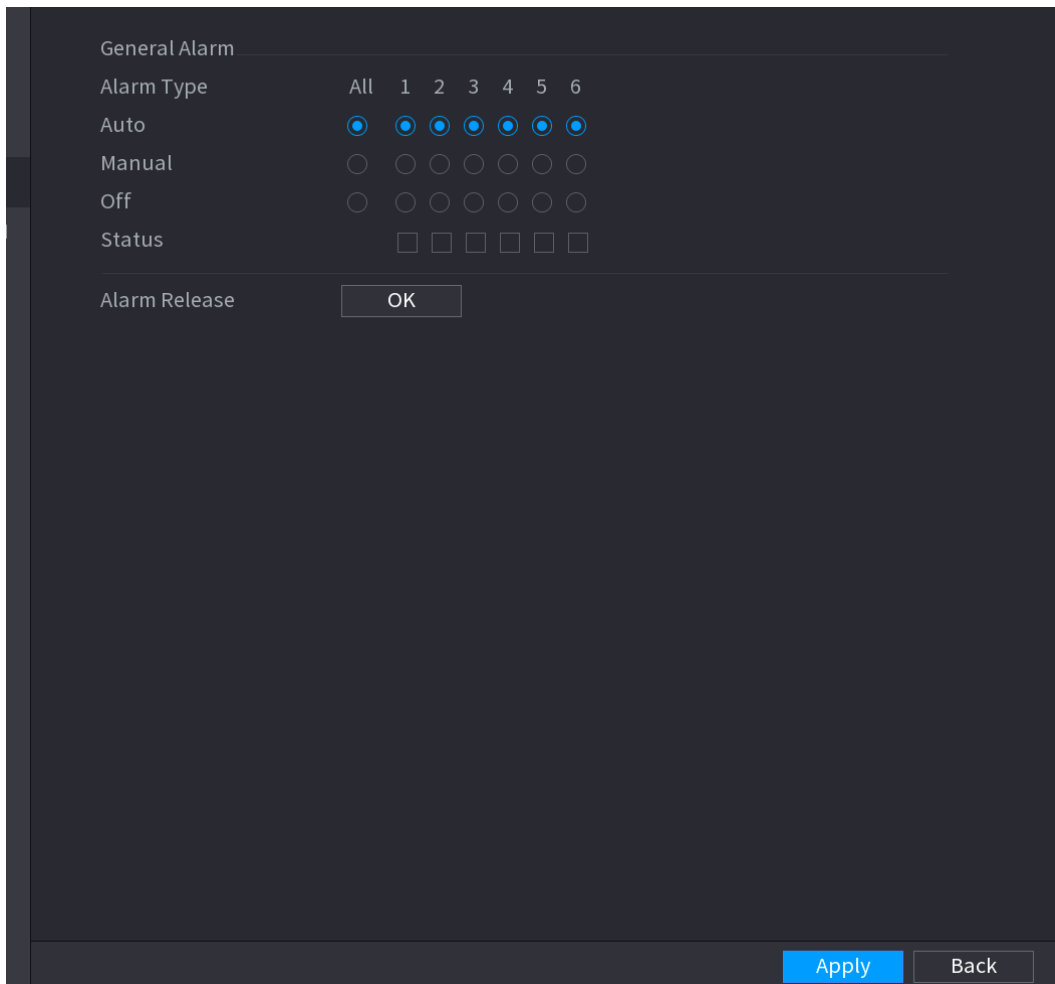 General Alarm
Alarm Type All 1 2 3 4 5 6
Auto
Manual
Off
Status
Alarm Release OK
Apply Back